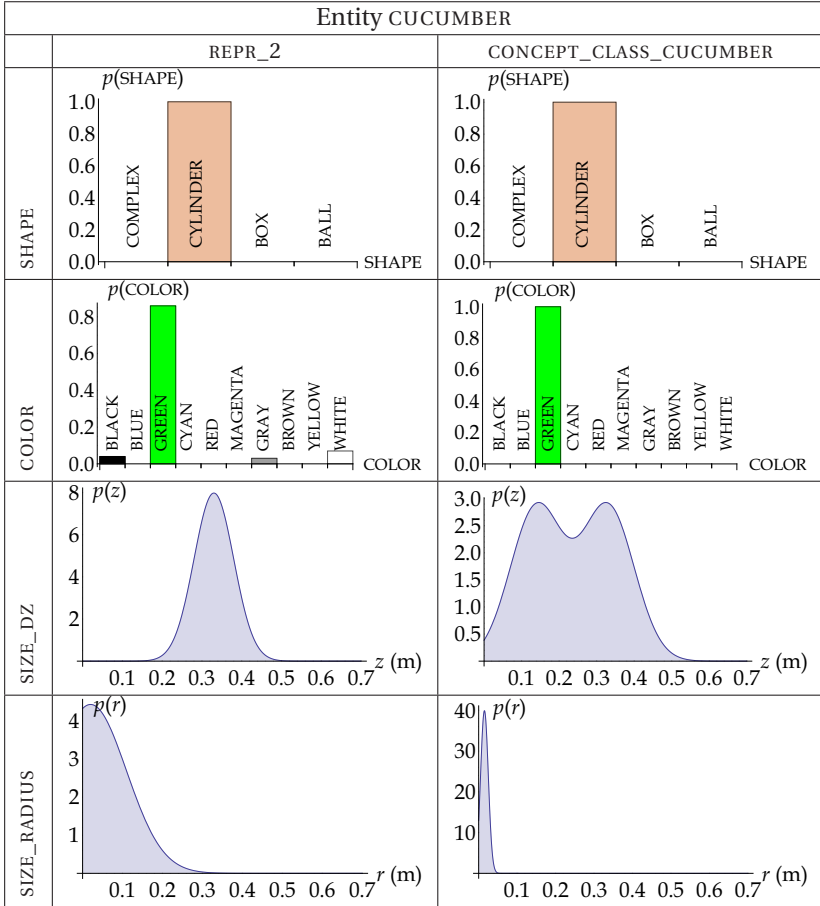 Entity CUCUMBER
REPR_2 CONCEPT_CLASS_CUCUMBER
SHAPE
p(SHAPE)
1.0
0.8
0.6
0.4
0.2
0.0
COMPLEX
CYLINDER
BOX
BALL
SHAPE
p(SHAPE)
1.0
0.8
0.6
0.4
0.2
0.0
COMPLEX
CYLINDER
BOX
BALL
SHAPE
COLOR
p(COLOR)
0.8
0.6
0.4
0.2
0.0
BLACK
BLUE
GREEN
CYAN
RED
MAGENTA
GRAY
BROWN
YELLOW
WHITE
COLOR
p(COLOR)
1.0
0.8
0.6
0.4
0.2
0.0
BLACK
BLUE
GREEN
CYAN
RED
MAGENTA
GRAY
BROWN
YELLOW
WHITE
COLOR
SIZE_DZ
p(z)
8
6
4
2
0.1 0.2 0.3 0.4 0.5 0.6 0.7
z (m)
p(z)
3.0
2.5
2.0
1.5
1.0
0.5
0.1 0.2 0.3 0.4 0.5 0.6 0.7
z (m)
SIZE_RADIUS
p(r)
4
3
2
1
0.1 0.2 0.3 0.4 0.5 0.6 0.7
r (m)
p(r)
40
30
20
10
0.1 0.2 0.3 0.4 0.5 0.6 0.7
r (m)